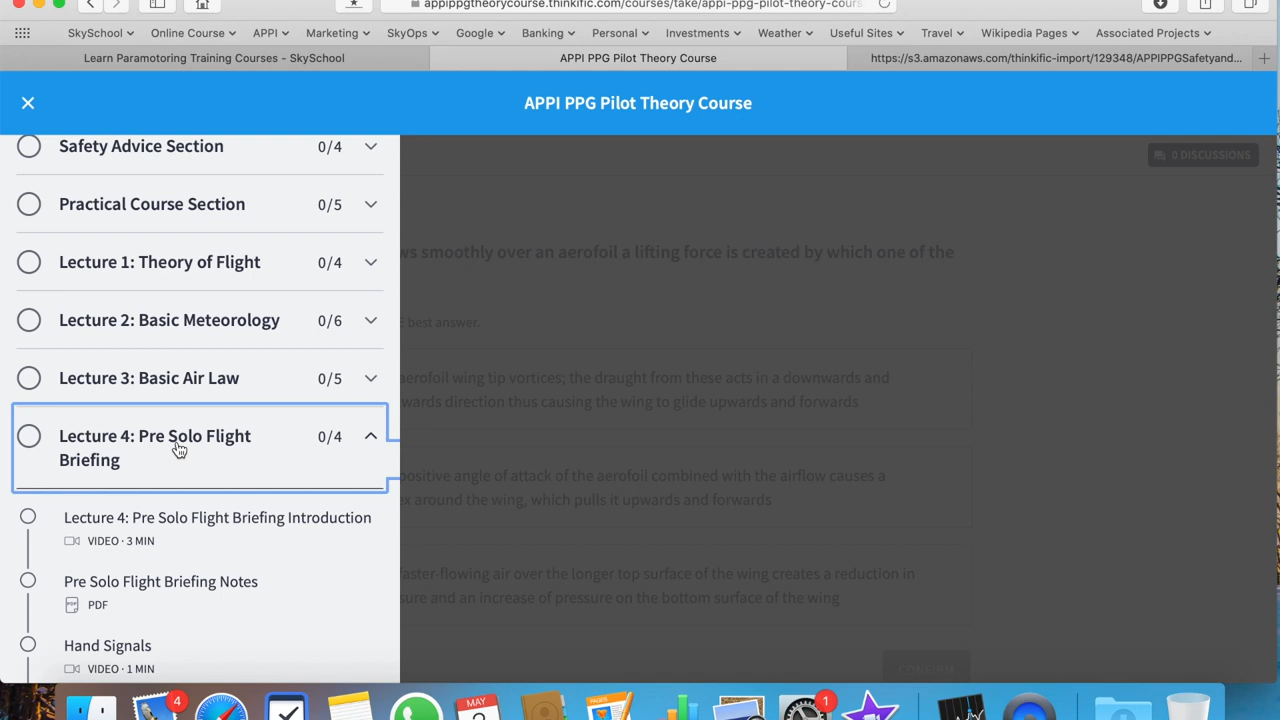 appippgtheorycourse.thinkific.com/courses/take/appi-ppg-pilot-theory-cours
SkySchool Online Course APPI Marketing SkyOps Google Banking Personal Investments Weather Useful Sites Travel Wikipedia Pages Associated Projects
Learn Paramotoring Training Courses - SkySchool APPI PPG Pilot Theory Course https://s3.amazonaws.com/thinkific-import/129348/APPIPPGSafetyand...
APPI PPG Pilot Theory Course
Safety Advice Section 0/4
0 DISCUSSIONS
Practical Course Section 0/5
ws smoothly over an aerofoil a lifting force is created by which one of the
Lecture 1: Theory of Flight 0/4
Lecture 2: Basic Meteorology 0/6
best answer.
Lecture 3: Basic Air Law 0/5
aerofoil wing tip vortices; the draught from these acts in a downwards and
wards direction thus causing the wing to glide upwards and forwards
Lecture 4: Pre Solo Flight 0/4
Briefing
positive angle of attack of the aerofoil combined with the airflow causes a
x around the wing, which pulls it upwards and forwards
Lecture 4: Pre Solo Flight Briefing Introduction
VIDEO · 3 MIN
Pre Solo Flight Briefing Notes
PDF
faster-flowing air over the longer top surface of the wing creates a reduction in
sure and an increase of pressure on the bottom surface of the wing
Hand Signals
VIDEO · 1 MIN
CONFIRM
4
MAY
1